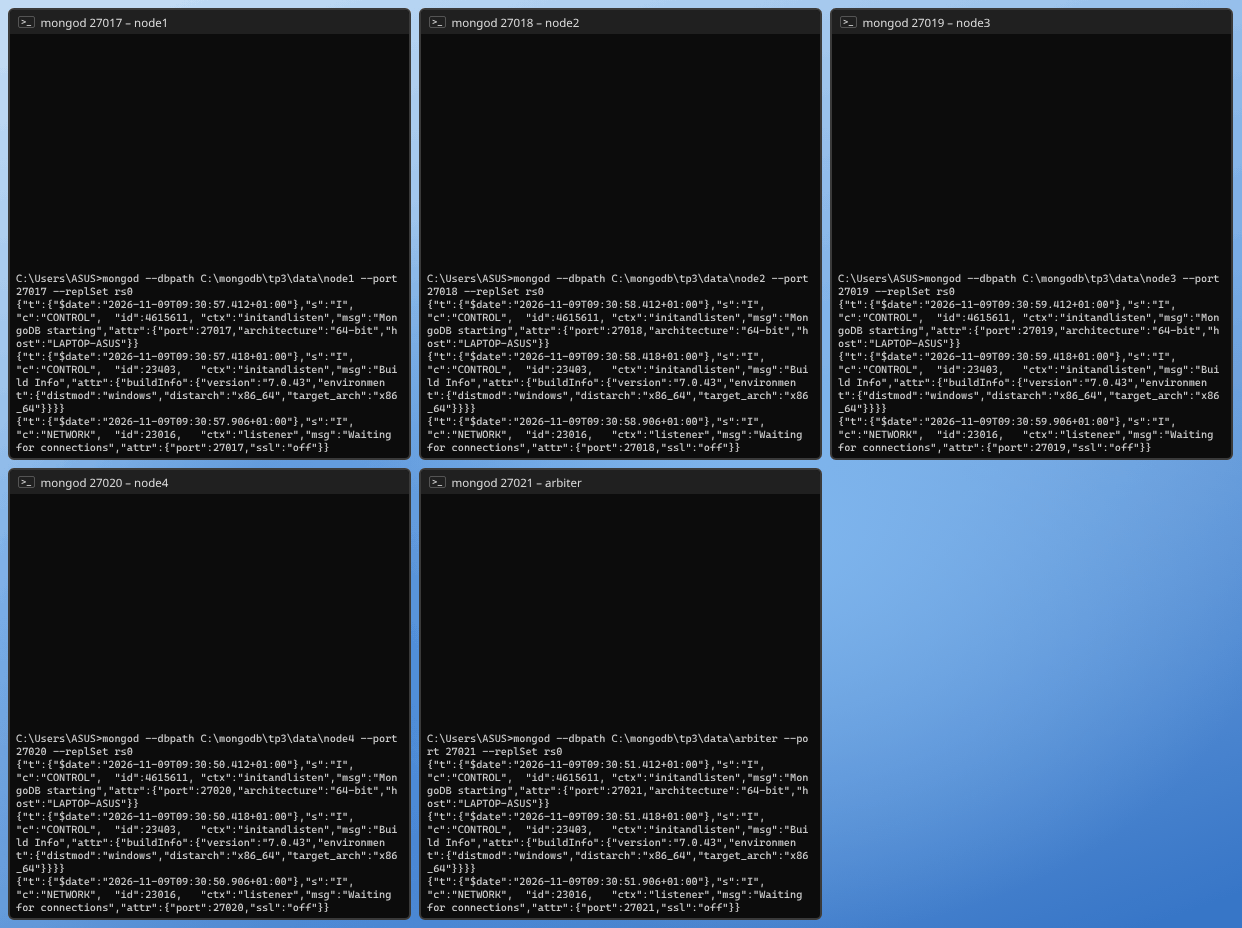 mongod 27017 – node1
C:\Users\ASUS>mongod --dbpath C:\mongodb\tp3\data\node1 --port
27017 --replSet rs0
{"t":{"$date":"2026-11-09T09:30:57.412+01:00"},"s":"I",
"c":"CONTROL",  "id":4615611, "ctx":"initandlisten","msg":"Mon
goDB starting","attr":{"port":27017,"architecture":"64-bit","h
ost":"LAPTOP-ASUS"}}
{"t":{"$date":"2026-11-09T09:30:57.418+01:00"},"s":"I",
"c":"CONTROL",  "id":23403,   "ctx":"initandlisten","msg":"Bui
ld Info","attr":{"buildInfo":{"version":"7.0.43","environmen
t":{"distmod":"windows","distarch":"x86_64","target_arch":"x86
_64"}}}}
{"t":{"$date":"2026-11-09T09:30:57.906+01:00"},"s":"I",
"c":"NETWORK",  "id":23016,   "ctx":"listener","msg":"Waiting
for connections","attr":{"port":27017,"ssl":"off"}}
mongod 27018 – node2
C:\Users\ASUS>mongod --dbpath C:\mongodb\tp3\data\node2 --port
27018 --replSet rs0
{"t":{"$date":"2026-11-09T09:30:58.412+01:00"},"s":"I",
"c":"CONTROL",  "id":4615611, "ctx":"initandlisten","msg":"Mon
goDB starting","attr":{"port":27018,"architecture":"64-bit","h
ost":"LAPTOP-ASUS"}}
{"t":{"$date":"2026-11-09T09:30:58.418+01:00"},"s":"I",
"c":"CONTROL",  "id":23403,   "ctx":"initandlisten","msg":"Bui
ld Info","attr":{"buildInfo":{"version":"7.0.43","environmen
t":{"distmod":"windows","distarch":"x86_64","target_arch":"x86
_64"}}}}
{"t":{"$date":"2026-11-09T09:30:58.906+01:00"},"s":"I",
"c":"NETWORK",  "id":23016,   "ctx":"listener","msg":"Waiting
for connections","attr":{"port":27018,"ssl":"off"}}
mongod 27019 – node3
C:\Users\ASUS>mongod --dbpath C:\mongodb\tp3\data\node3 --port
27019 --replSet rs0
{"t":{"$date":"2026-11-09T09:30:59.412+01:00"},"s":"I",
"c":"CONTROL",  "id":4615611, "ctx":"initandlisten","msg":"Mon
goDB starting","attr":{"port":27019,"architecture":"64-bit","h
ost":"LAPTOP-ASUS"}}
{"t":{"$date":"2026-11-09T09:30:59.418+01:00"},"s":"I",
"c":"CONTROL",  "id":23403,   "ctx":"initandlisten","msg":"Bui
ld Info","attr":{"buildInfo":{"version":"7.0.43","environmen
t":{"distmod":"windows","distarch":"x86_64","target_arch":"x86
_64"}}}}
{"t":{"$date":"2026-11-09T09:30:59.906+01:00"},"s":"I",
"c":"NETWORK",  "id":23016,   "ctx":"listener","msg":"Waiting
for connections","attr":{"port":27019,"ssl":"off"}}
mongod 27020 – node4
C:\Users\ASUS>mongod --dbpath C:\mongodb\tp3\data\node4 --port
27020 --replSet rs0
{"t":{"$date":"2026-11-09T09:30:50.412+01:00"},"s":"I",
"c":"CONTROL",  "id":4615611, "ctx":"initandlisten","msg":"Mon
goDB starting","attr":{"port":27020,"architecture":"64-bit","h
ost":"LAPTOP-ASUS"}}
{"t":{"$date":"2026-11-09T09:30:50.418+01:00"},"s":"I",
"c":"CONTROL",  "id":23403,   "ctx":"initandlisten","msg":"Bui
ld Info","attr":{"buildInfo":{"version":"7.0.43","environmen
t":{"distmod":"windows","distarch":"x86_64","target_arch":"x86
_64"}}}}
{"t":{"$date":"2026-11-09T09:30:50.906+01:00"},"s":"I",
"c":"NETWORK",  "id":23016,   "ctx":"listener","msg":"Waiting
for connections","attr":{"port":27020,"ssl":"off"}}
mongod 27021 – arbiter
C:\Users\ASUS>mongod --dbpath C:\mongodb\tp3\data\arbiter --po
rt 27021 --replSet rs0
{"t":{"$date":"2026-11-09T09:30:51.412+01:00"},"s":"I",
"c":"CONTROL",  "id":4615611, "ctx":"initandlisten","msg":"Mon
goDB starting","attr":{"port":27021,"architecture":"64-bit","h
ost":"LAPTOP-ASUS"}}
{"t":{"$date":"2026-11-09T09:30:51.418+01:00"},"s":"I",
"c":"CONTROL",  "id":23403,   "ctx":"initandlisten","msg":"Bui
ld Info","attr":{"buildInfo":{"version":"7.0.43","environmen
t":{"distmod":"windows","distarch":"x86_64","target_arch":"x86
_64"}}}}
{"t":{"$date":"2026-11-09T09:30:51.906+01:00"},"s":"I",
"c":"NETWORK",  "id":23016,   "ctx":"listener","msg":"Waiting
for connections","attr":{"port":27021,"ssl":"off"}}